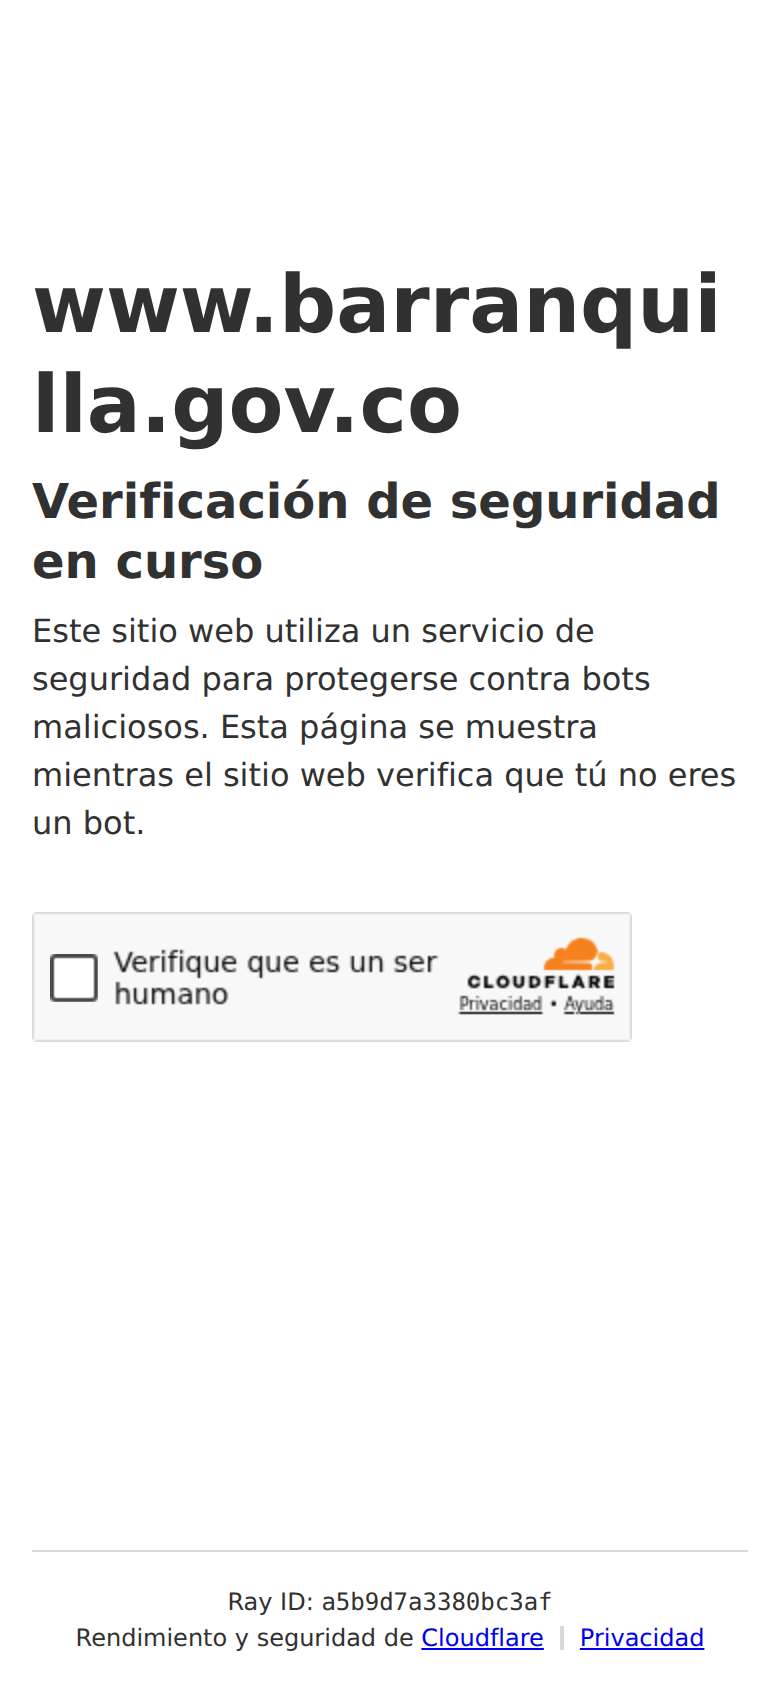 www.barranqui
lla.gov.co
Verificación de seguridad
en curso
Este sitio web utiliza un servicio de
seguridad para protegerse contra bots
maliciosos. Esta página se muestra
mientras el sitio web verifica que tú no eres
un bot.
Verifique que es un ser
humano
CLOUDFLARE
Privacidad • Ayuda
Ray ID: a5b9d7a3380bc3af
Rendimiento y seguridad de Cloudflare | Privacidad